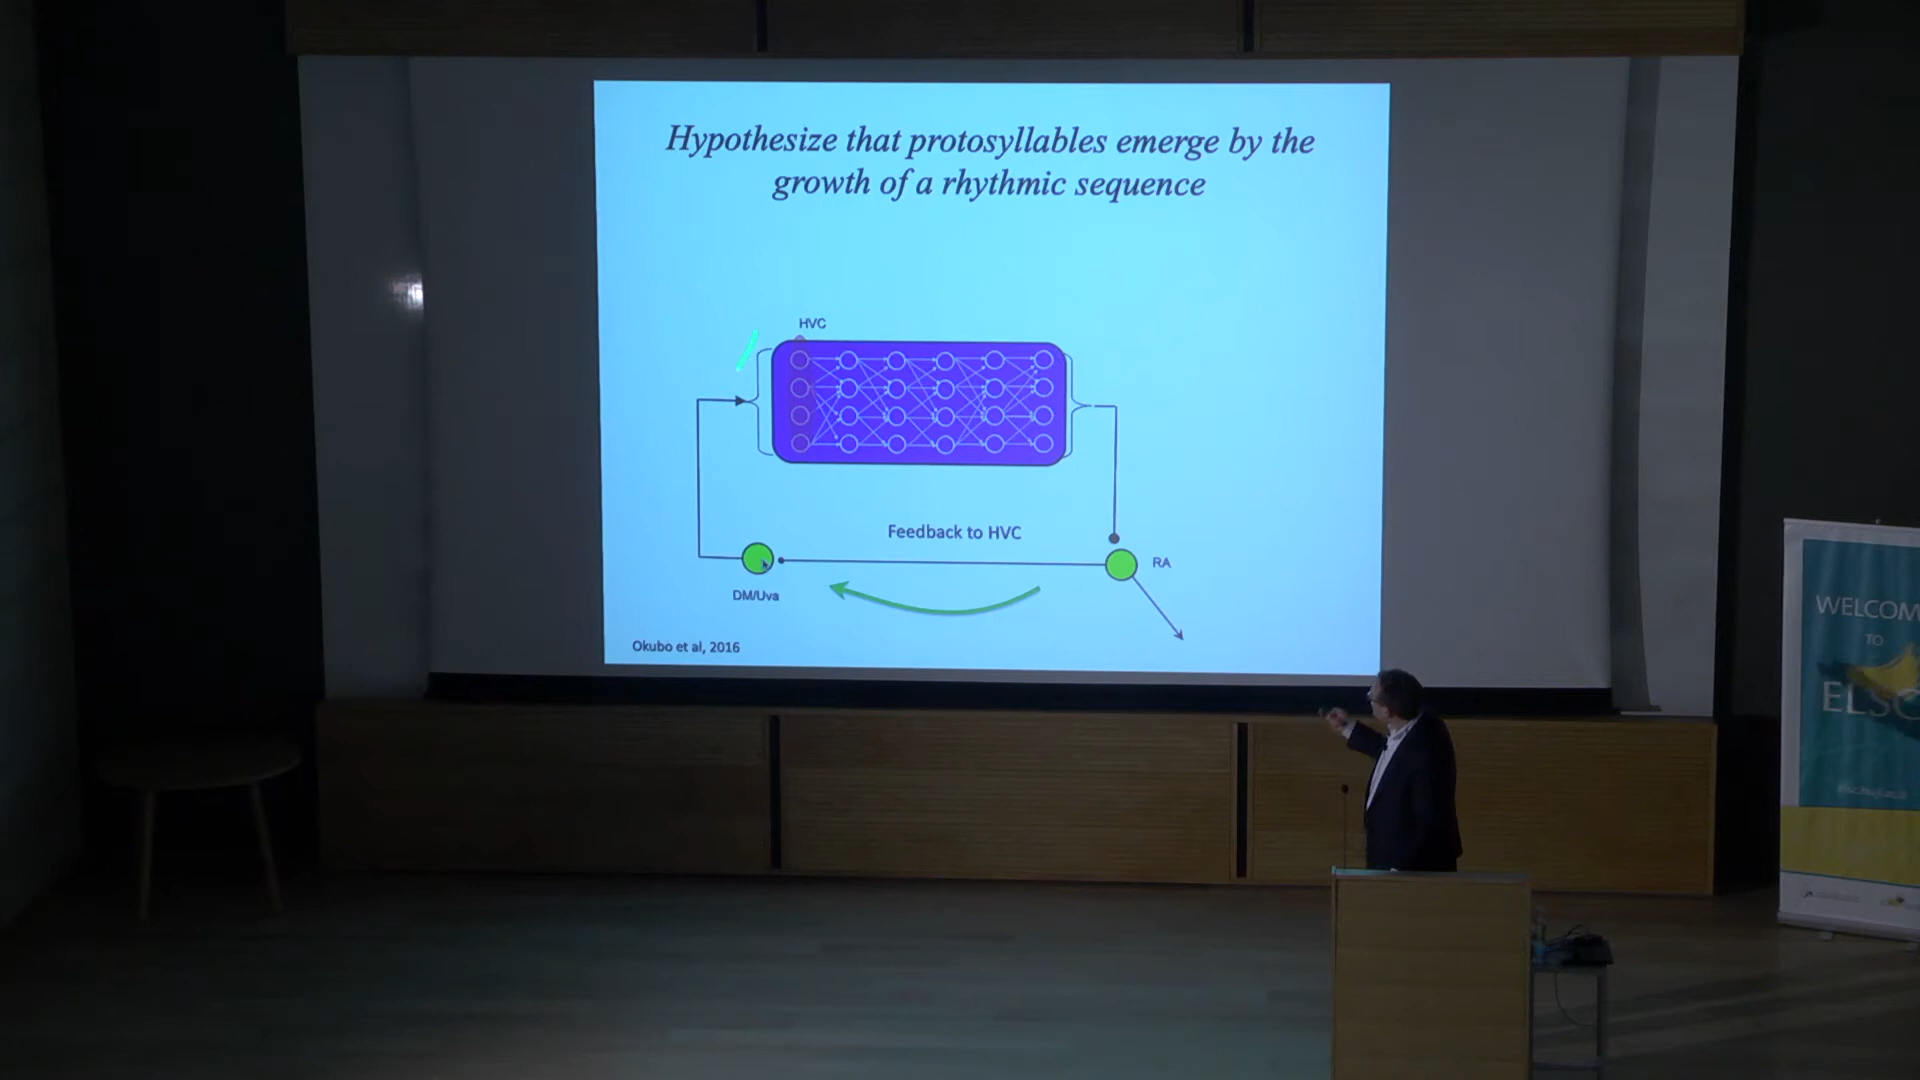 Hypothesize that protosyllables emerge by the
growth of a rhythmic sequence
HVC
Feedback to HVC
RA
DM/Uva
Okubo et al, 2016
WELCOM
TO
ELSC